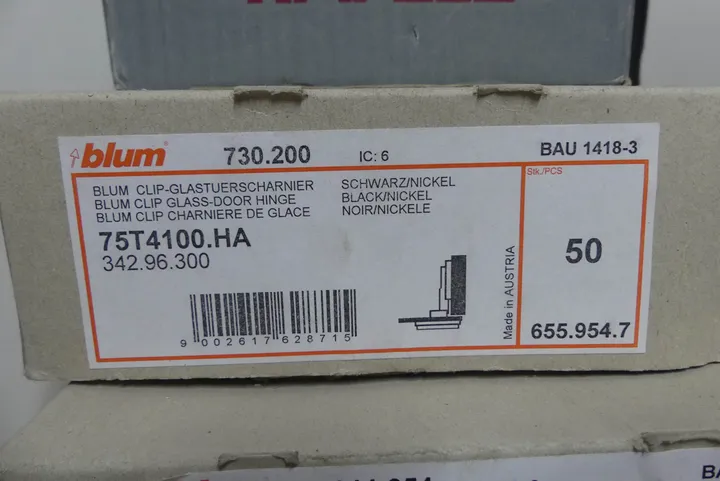 blum 730.200 IC: 6 BAU 1418-3
BLUM CLIP-GLASTUERSCHARNIER SCHWARZ/NICKEL
BLUM CLIP GLASS-DOOR HINGE BLACK/NICKEL
BLUM CLIP CHARNIERE DE GLACE NOIR/NICKELE
75T4100.HA
342.96.300
9 002617 628715
Made in AUSTRIA
Stk./PCS
50
655.954.7
BA